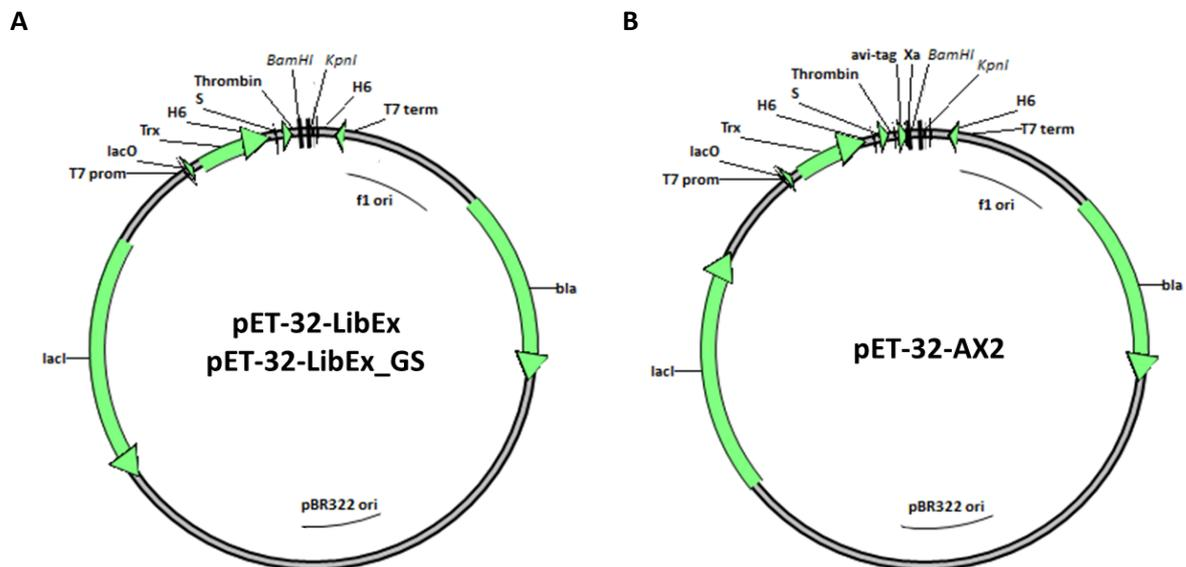 A
BamHI KpnI
Thrombin
H6
S
T7 term
H6
Trx
lacO
T7 prom
f1 ori
bla
pET-32-LibEx
pET-32-LibEx_GS
lacI
pBR322 ori
B
avi-tag Xa BamHI
KpnI
Thrombin
S
H6
H6
T7 term
Trx
lacO
T7 prom
f1 ori
bla
pET-32-AX2
lacI
pBR322 ori